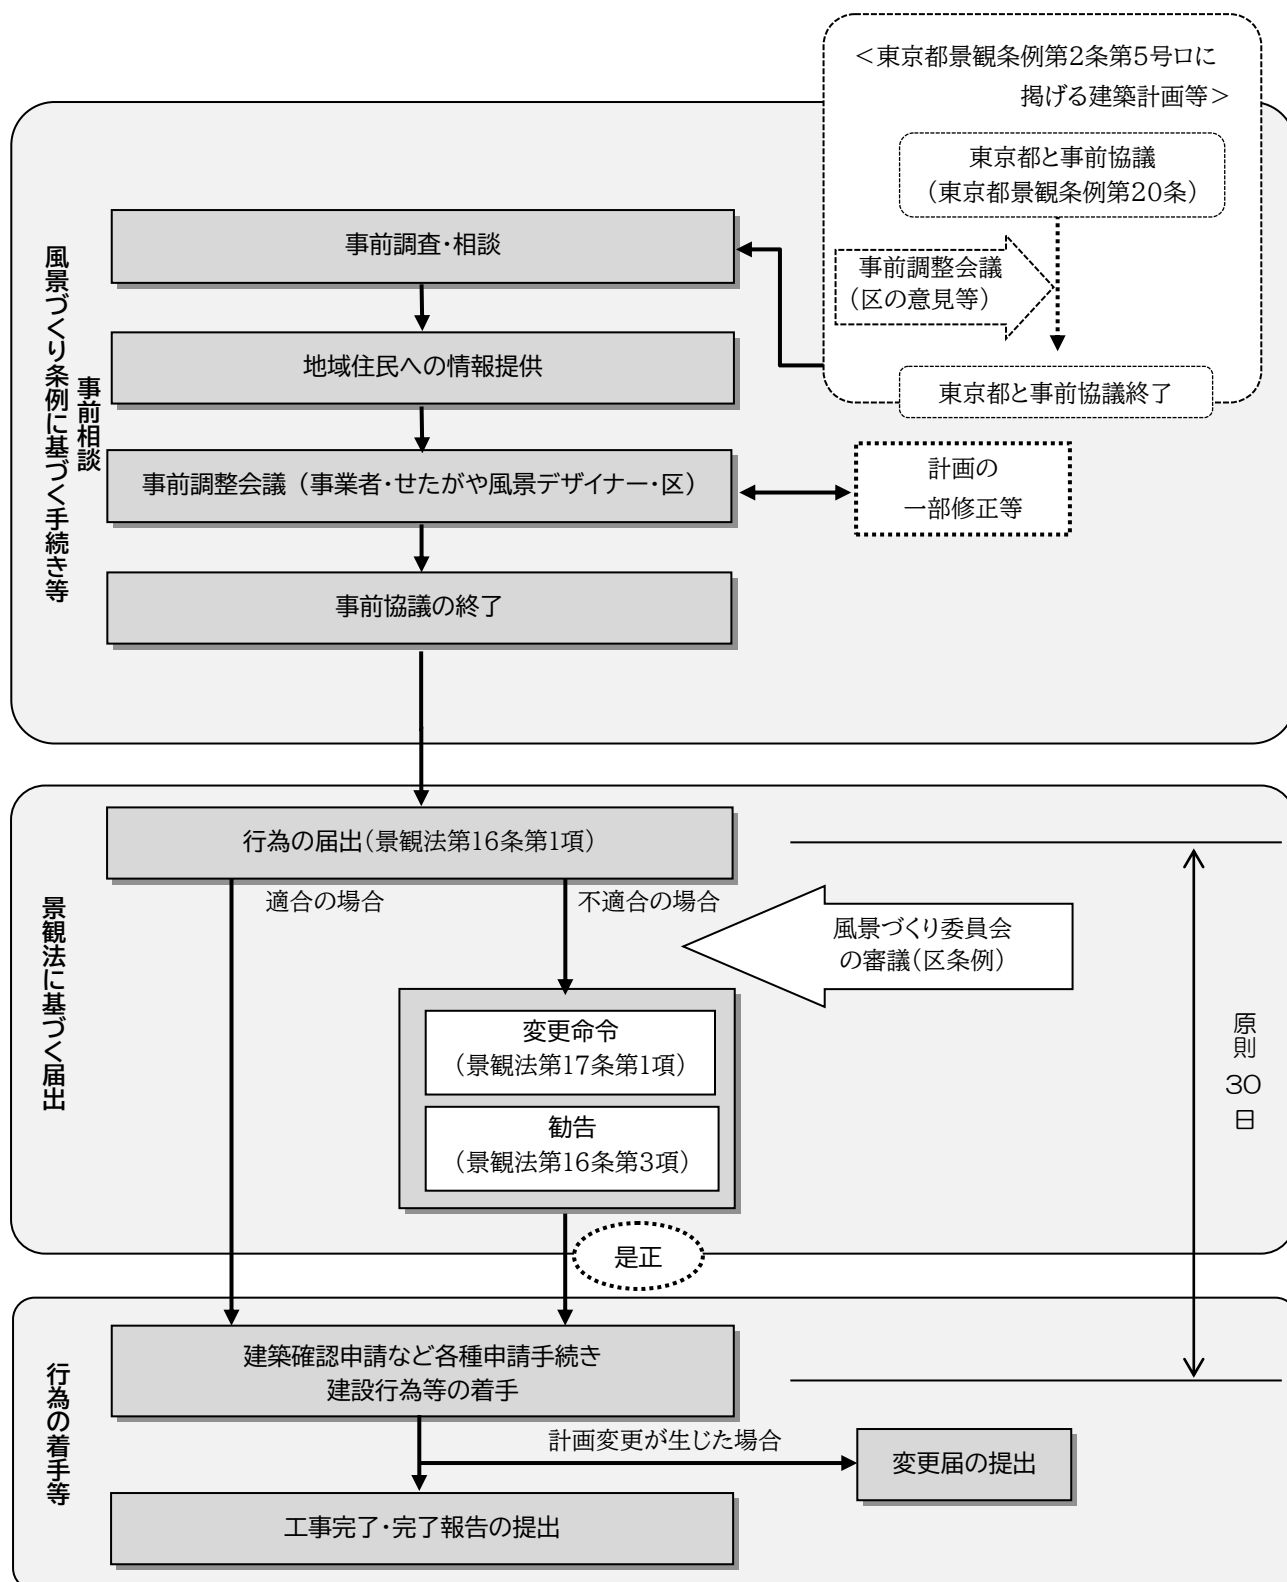 ＜東京都景観条例第2条第5号ロに
掲げる建築計画等＞
東京都と事前協議
（東京都景観条例第20条）
事前調整会議
（区の意見等）
東京都と事前協議終了
風景づくり条例に基づく手続き等
事前相談
事前調査・相談
地域住民への情報提供
事前調整会議（事業者・せたがや風景デザイナー・区）
計画の
一部修正等
事前協議の終了
景観法に基づく届出
行為の届出（景観法第16条第1項）
適合の場合
不適合の場合
風景づくり委員会
の審議（区条例）
変更命令
（景観法第17条第1項）
勧告
（景観法第16条第3項）
是正
原則
30
日
行為の着手等
建築確認申請など各種申請手続き
建設行為等の着手
計画変更が生じた場合
変更届の提出
工事完了・完了報告の提出